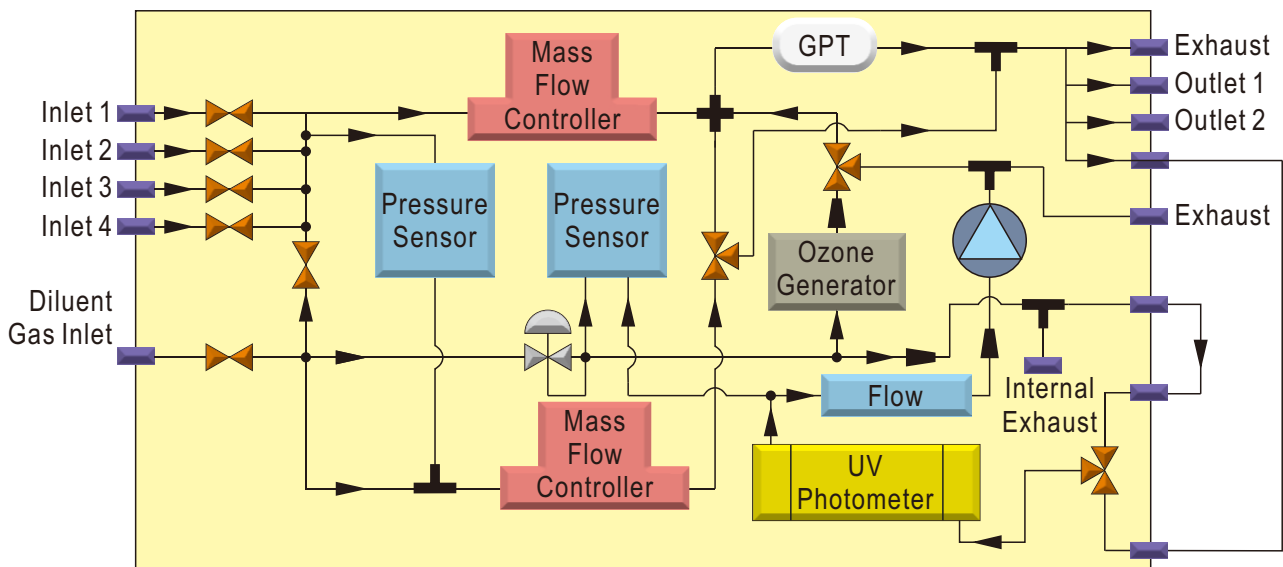 Mass
Flow
Controller
GPT
Exhaust
Outlet 1
Outlet 2
Inlet 1
Inlet 2
Inlet 3
Inlet 4
Pressure
Sensor
Pressure
Sensor
Exhaust
Ozone
Generator
Diluent
Gas Inlet
Flow
Internal
Exhaust
Mass
Flow
Controller
UV
Photometer